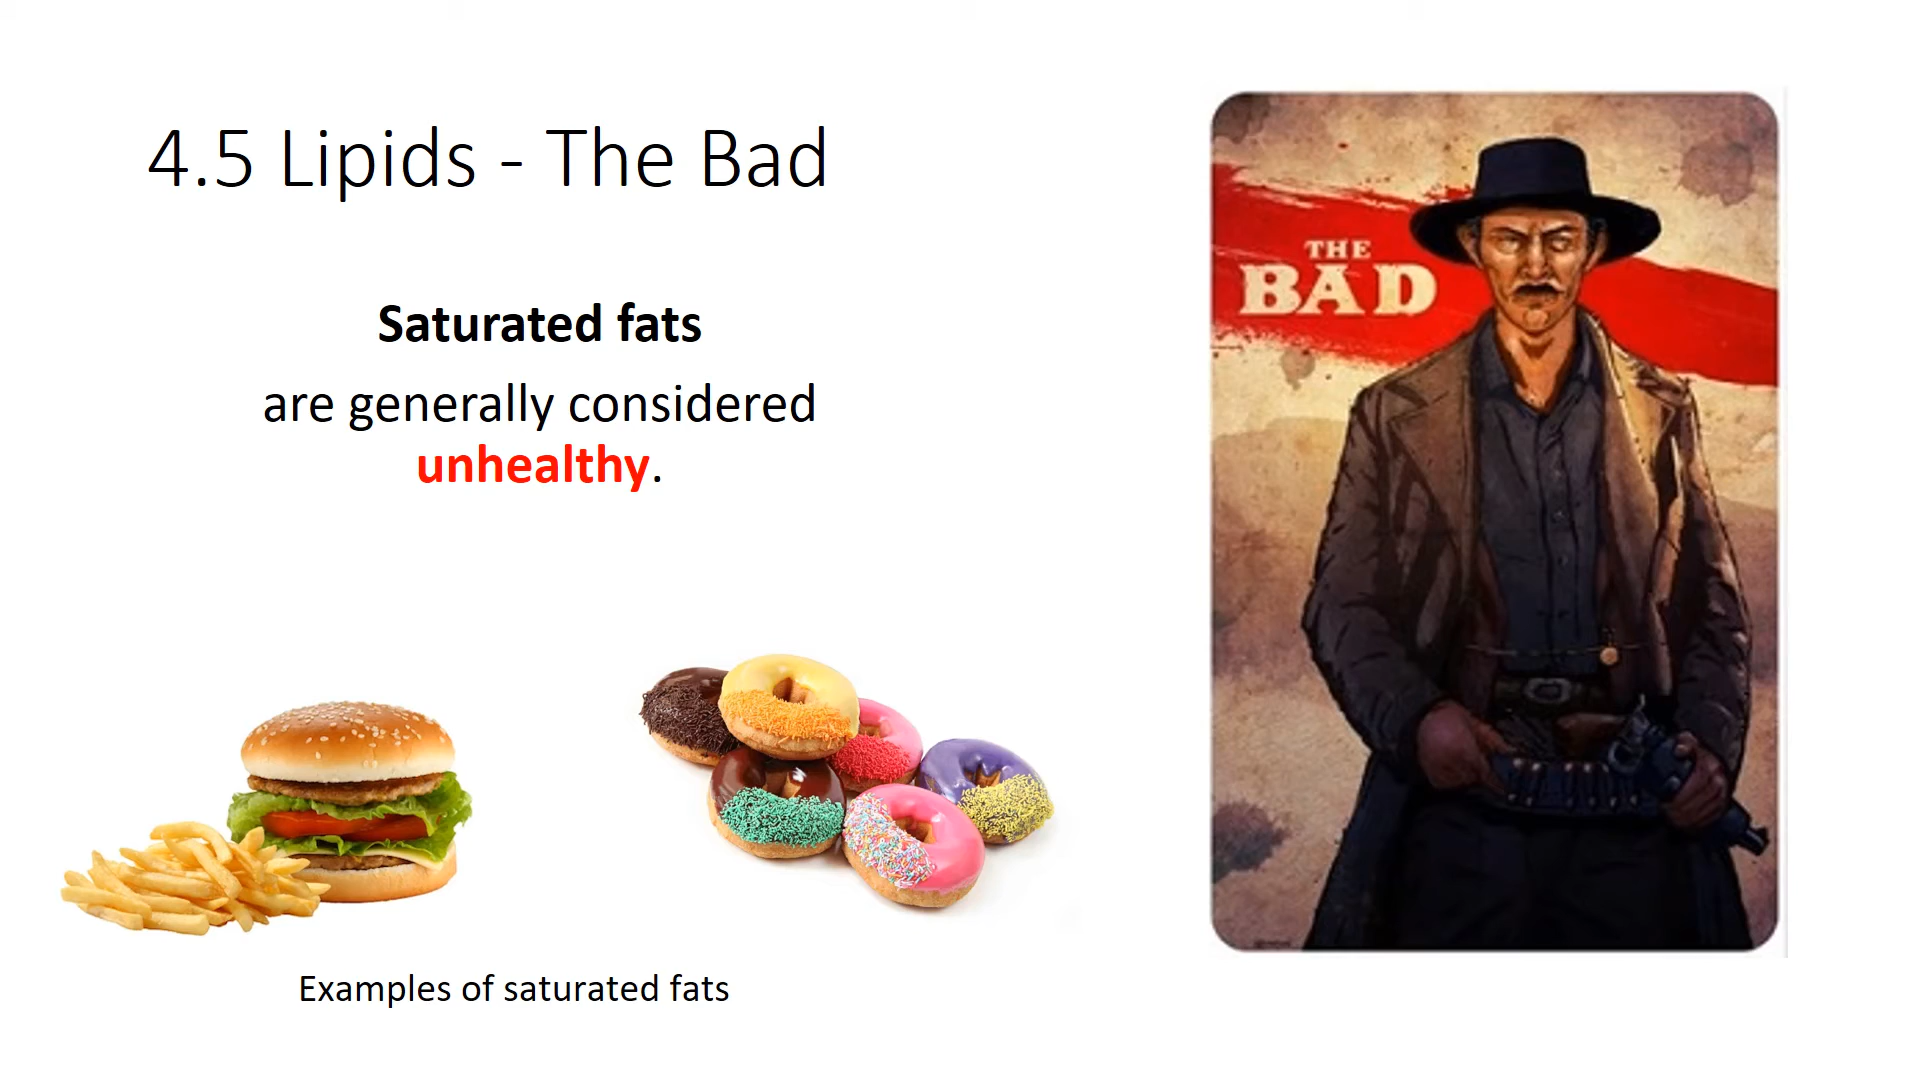 4.5 Lipids - The Bad
Saturated fats
are generally considered
unhealthy.
Examples of saturated fats
THE
BAD